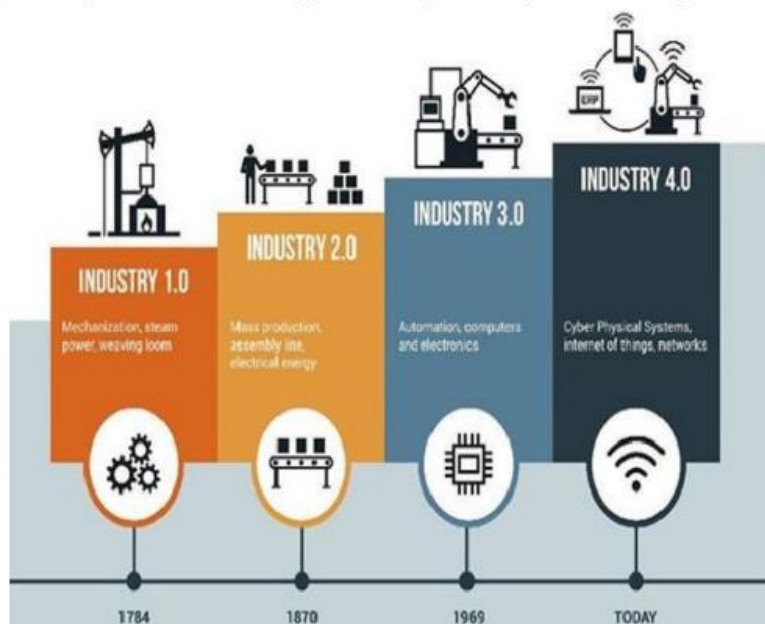 ERP
INDUSTRY 1.0
Mechanization, steam
power, weaving loom
INDUSTRY 2.0
Mass production,
assembly line,
electrical energy
INDUSTRY 3.0
Automation, computers
and electronics
INDUSTRY 4.0
Cyber Physical Systems,
internet of things, networks
1784
1870
1969
TODAY